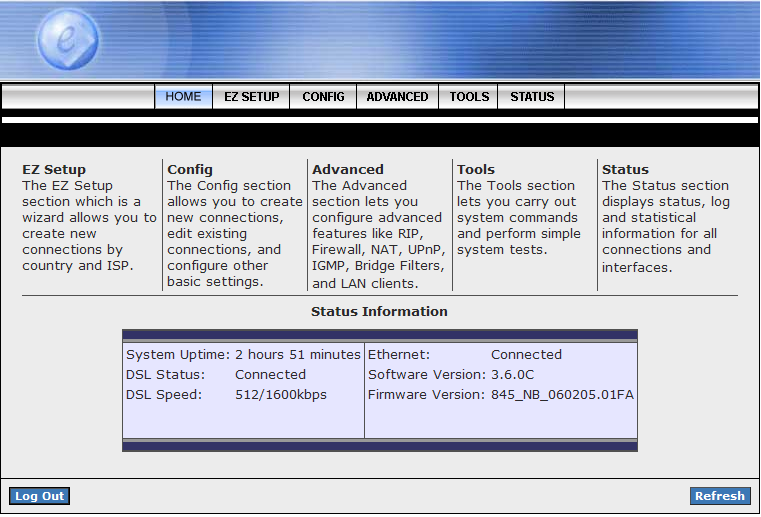 HOME EZ SETUP CONFIG ADVANCED TOOLS STATUS
EZ Setup
The EZ Setup
section which is a
wizard allows you to
create new
connections by
country and ISP.
Config
The Config section
allows you to create
new connections,
edit existing
connections, and
configure other
basic settings.
Advanced
The Advanced
section lets you
configure advanced
features like RIP,
Firewall, NAT, UPnP,
IGMP, Bridge Filters,
and LAN clients.
Tools
The Tools section
lets you carry out
system commands
and perform simple
system tests.
Status
The Status section
displays status, log
and statistical
information for all
connections and
interfaces.
Status Information
System Uptime: 2 hours 51 minutes
DSL Status: Connected
DSL Speed: 512/1600kbps
Ethernet: Connected
Software Version: 3.6.0C
Firmware Version: 845_NB_060205.01FA
Log Out
Refresh